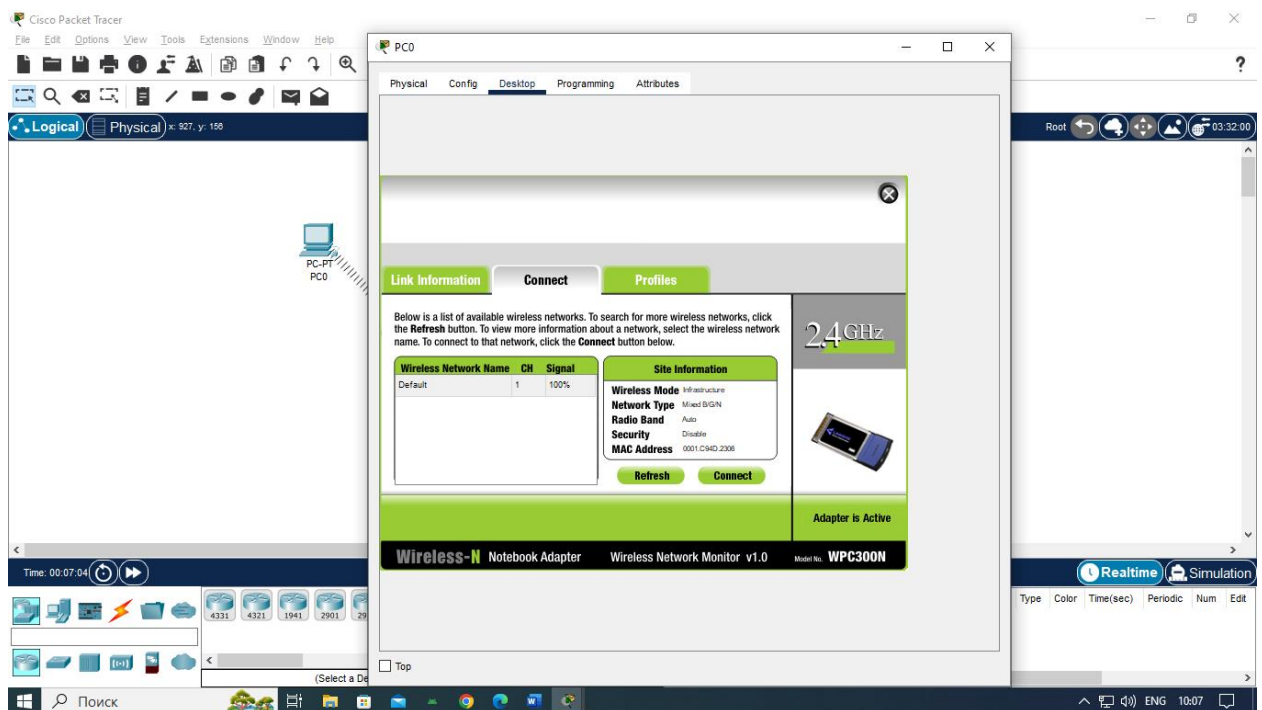 Cisco Packet Tracer
File Edit Options View Tools Extensions Window Help
?
Logical Physical x: 927, y: 156
Root 03:32:00
PC-PT
PC0
PC0
Physical Config Desktop Programming Attributes
Link Information Connect Profiles
Below is a list of available wireless networks. To search for more wireless networks, click
the Refresh button. To view more information about a network, select the wireless network
name. To connect to that network, click the Connect button below.
2.4GHz
Wireless Network Name CH Signal
Default 1 100%
Site Information
Wireless Mode Infrastructure
Network Type Mixed B/G/N
Radio Band Auto
Security Disable
MAC Address 0001.C94D.2306
Refresh Connect
Adapter is Active
Wireless-N Notebook Adapter Wireless Network Monitor v1.0 Model No. WPC300N
Top
Time: 00:07:04
Realtime Simulation
4331 4321 1941 2901 29
(Select a De
Type Color Time(sec) Periodic Num Edit
Поиск
ENG 10:07